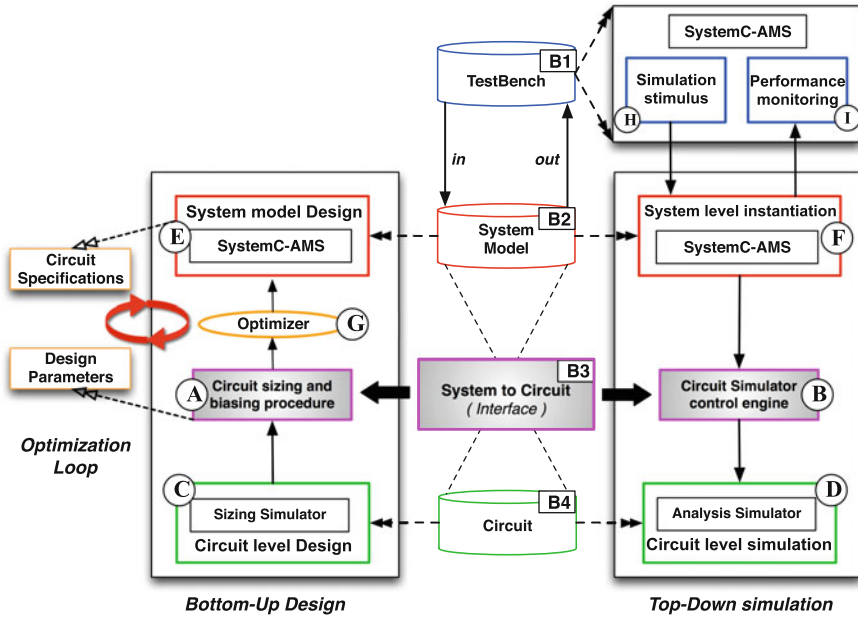 B1
TestBench
SystemC-AMS
Simulation
stimulus
H
Performance
monitoring
I
in
out
System model Design
E
SystemC-AMS
B2
System
Model
System level instantiation
SystemC-AMS
F
Circuit
Specifications
Optimizer
G
Design
Parameters
Optimization
Loop
A
Circuit sizing and
biasing procedure
B3
System to Circuit
( Interface )
Circuit Simulator
control engine
B
C
Sizing Simulator
Circuit level Design
B4
Circuit
D
Analysis Simulator
Circuit level simulation
Bottom-Up Design
Top-Down simulation